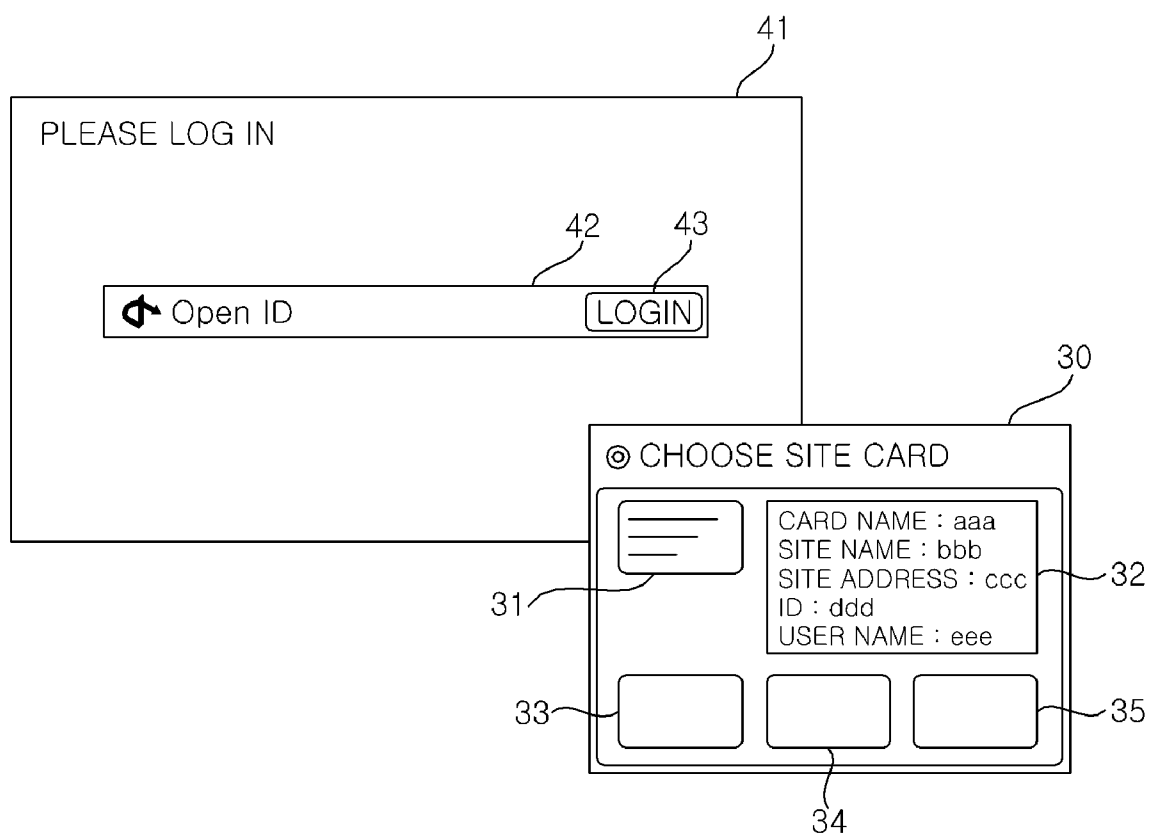 41
PLEASE LOG IN
42
43
Open ID
LOGIN
30
CHOOSE SITE CARD
CARD NAME : aaa
SITE NAME : bbb
SITE ADDRESS : ccc
ID : ddd
USER NAME : eee
31
32
33
34
35